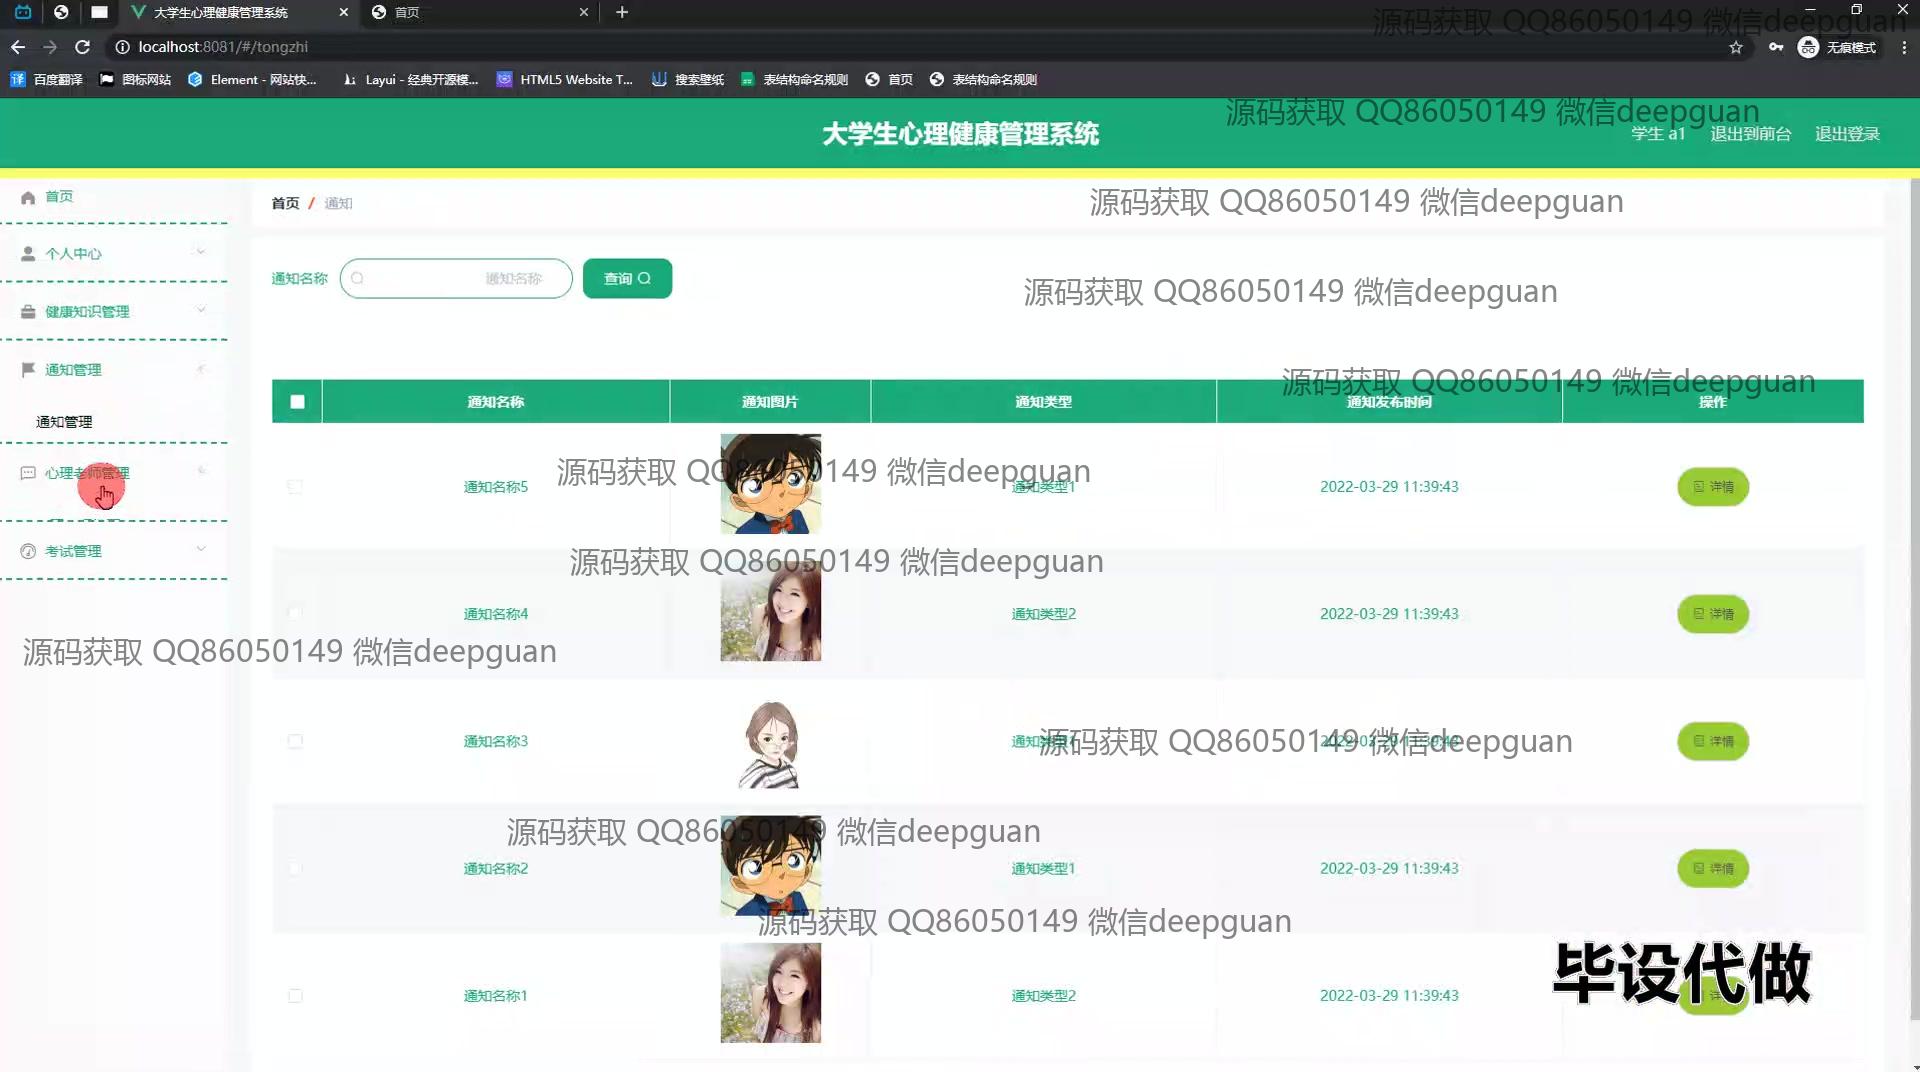 大学生心理健康管理系统
首页
源码获取 QQ86050149 微信deepguan
localhost:8081/#/tongzhi
无痕模式
百度翻译
图标网站
Element - 网站快...
Layui - 经典开源模...
HTML5 Website T...
搜索壁纸
表结构命名规则
首页
表结构命名规则
源码获取 QQ86050149 微信deepguan
大学生心理健康管理系统
学生 a1
退出到前台
退出登录
首页
个人中心
健康知识管理
通知管理
通知管理
心理老师管理
考试管理
首页 / 通知
源码获取 QQ86050149 微信deepguan
通知名称
通知名称
查询
源码获取 QQ86050149 微信deepguan
源码获取 QQ86050149 微信deepguan
通知名称 通知图片 通知类型 通知发布时间 操作
源码获取 QQ86050149 微信deepguan
通知名称5 通知类型1 2022-03-29 11:39:43 详情
源码获取 QQ86050149 微信deepguan
通知名称4 通知类型2 2022-03-29 11:39:43 详情
源码获取 QQ86050149 微信deepguan
通知名称3 详情
源码获取 QQ86050149 微信deepguan
源码获取 QQ86050149 微信deepguan
通知名称2 通知类型1 2022-03-29 11:39:43 详情
源码获取 QQ86050149 微信deepguan
通知名称1 通知类型2 2022-03-29 11:39:43
毕设代做